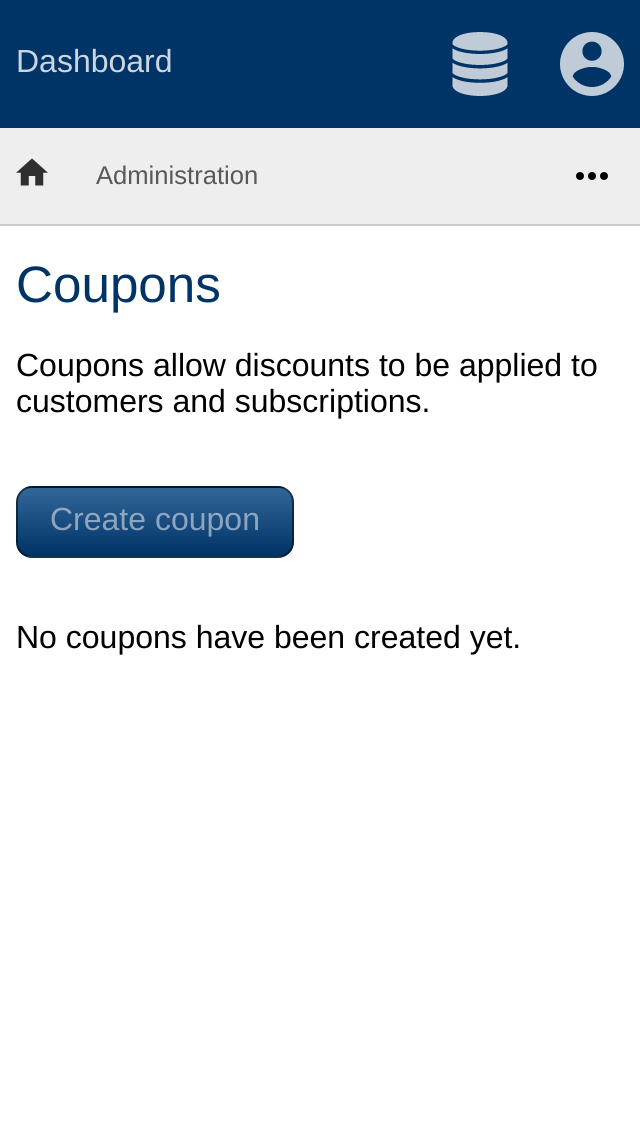 Dashboard
Administration
Coupons
Coupons allow discounts to be applied to
customers and subscriptions.
Create coupon
No coupons have been created yet.